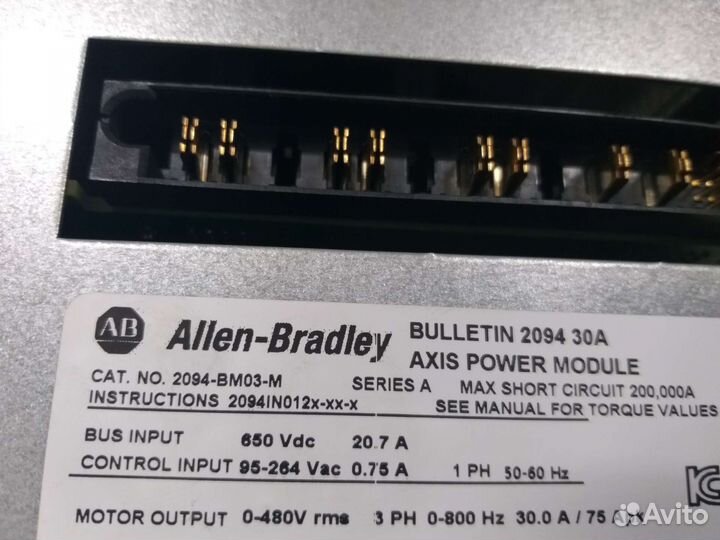 AB Allen-Bradley
BULLETIN 2094 30A
AXIS POWER MODULE
CAT. NO. 2094-BM03-M SERIES A MAX SHORT CIRCUIT 200,000A
INSTRUCTIONS 2094IN012x-xx-x SEE MANUAL FOR TORQUE VALUES
BUS INPUT 650 Vdc 20.7 A
CONTROL INPUT 95-264 Vac 0.75 A 1 PH 50-60 Hz
MOTOR OUTPUT 0-480V rms 3 PH 0-800 Hz 30.0 A / 75
Avito